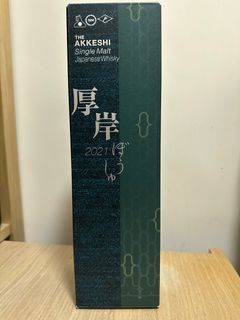 THE
AKKESHI
Single Malt
Japanese Whisky
厚岸
2021
ぼうしゅ